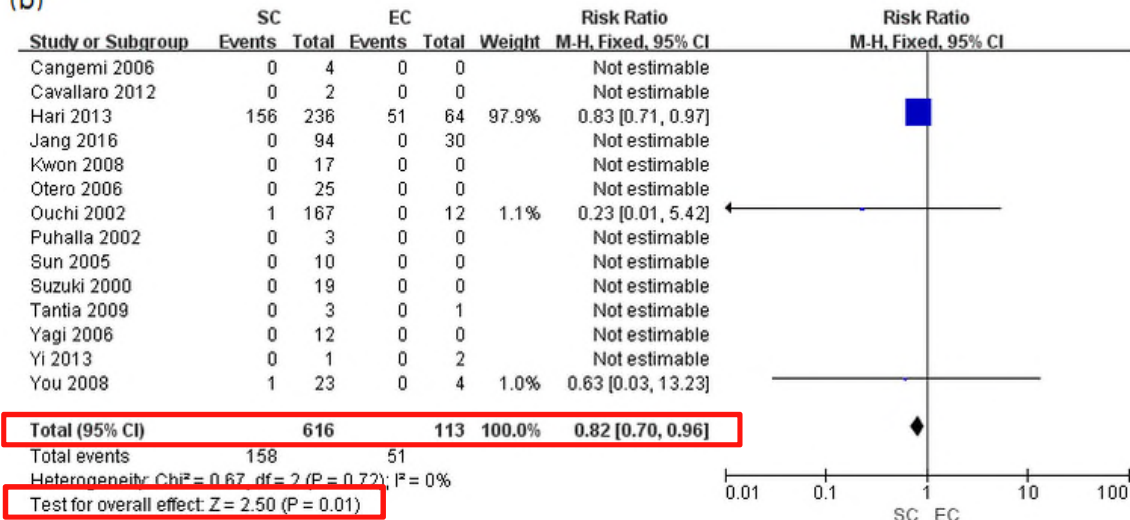 (b)
SC EC Risk Ratio Risk Ratio
Study or Subgroup Events Total Events Total Weight M-H, Fixed, 95% CI M-H, Fixed, 95% CI
Cangemi 2006 0 4 0 0 Not estimable
Cavallaro 2012 0 2 0 0 Not estimable
Hari 2013 156 236 51 64 97.9% 0.83 [0.71, 0.97]
Jang 2016 0 94 0 30 Not estimable
Kwon 2008 0 17 0 0 Not estimable
Otero 2006 0 25 0 0 Not estimable
Ouchi 2002 1 167 0 12 1.1% 0.23 [0.01, 5.42]
Puhalla 2002 0 3 0 0 Not estimable
Sun 2005 0 10 0 0 Not estimable
Suzuki 2000 0 19 0 0 Not estimable
Tantia 2009 0 3 0 1 Not estimable
Yagi 2006 0 12 0 0 Not estimable
Yi 2013 0 1 0 2 Not estimable
You 2008 1 23 0 4 1.0% 0.63 [0.03, 13.23]
Total (95% CI) 616 113 100.0% 0.82 [0.70, 0.96]
Total events 158 51
Heterogeneity: Chi² = 0.67, df = 2 (P = 0.72); I² = 0%
Test for overall effect: Z = 2.50 (P = 0.01)
0.01 0.1 1 10 100
SC EC